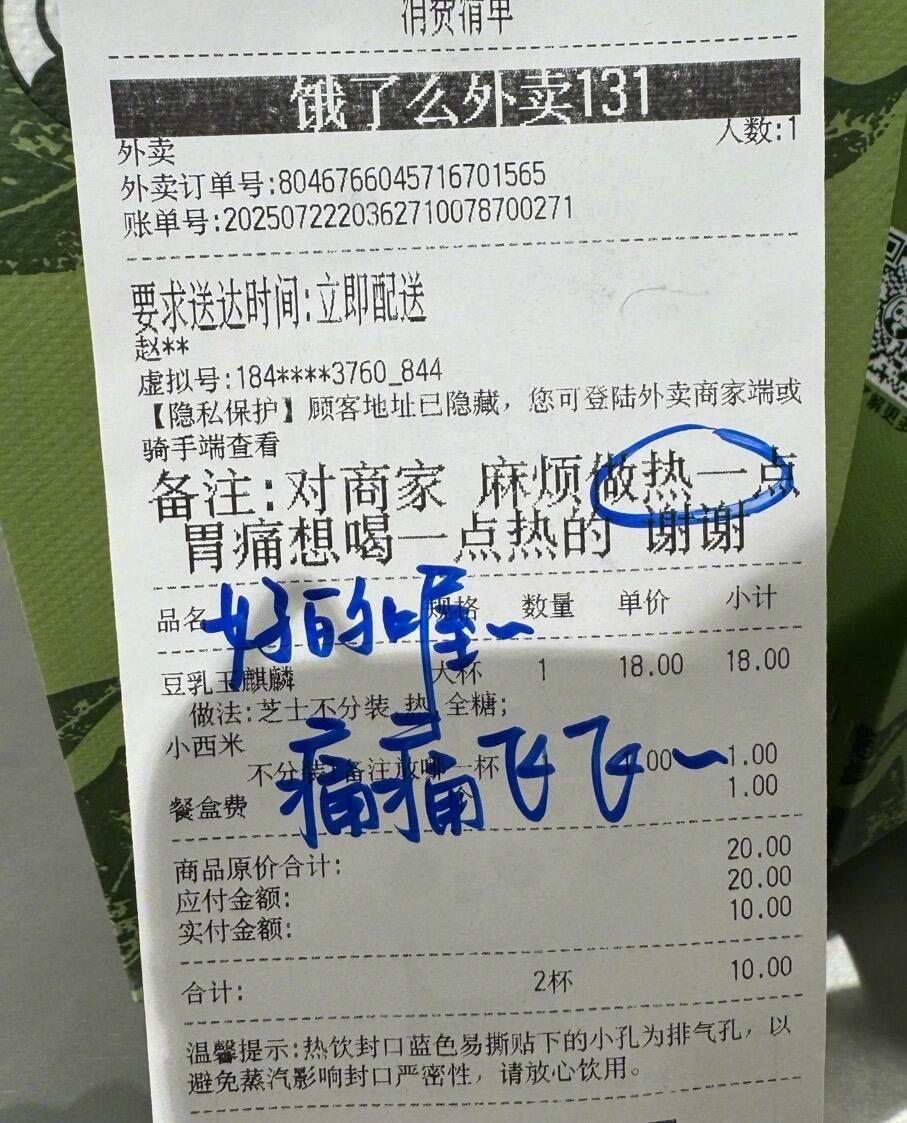 消费清单
饿了么外卖131
人数:1
外卖
外卖订单号:8046766045716701565
账单号:20250722203627100787​00271
要求送达时间:立即配送
赵**
虚拟号:184****3760_844
【隐私保护】顾客地址已隐藏，您可登陆外卖商家端或
骑手端查看
备注:对商家 麻烦做热一点
胃痛想喝一点热的 谢谢
品名 规格 数量 单价 小计
好的喔~
豆乳玉麒麟 大杯 1 18.00 18.00
做法:芝士不分装 热 全糖;
小西米 1.00
痛痛飞飞~
餐盒费 1.00
商品原价合计: 20.00
应付金额: 20.00
实付金额: 10.00
合计: 2杯 10.00
温馨提示:热饮封口蓝色易撕贴下的小孔为排气孔，以
避免蒸汽影响封口严密性，请放心饮用。